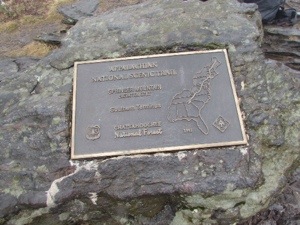 APPALACHIAN
NATIONAL SCENIC TRAIL
SPRINGER MOUNTAIN
Southern Terminus
CHATTAHOOCHEE
National Forest